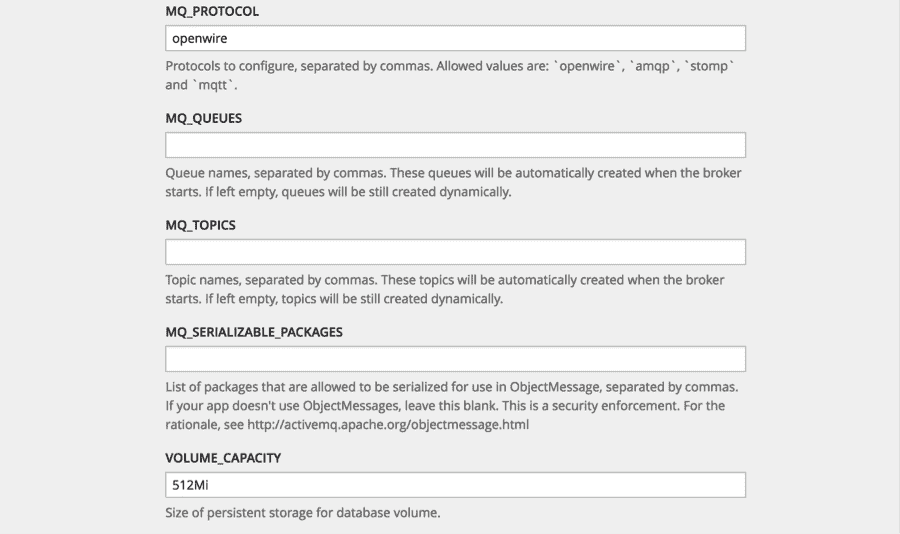 MQ_PROTOCOL
openwire
Protocols to configure, separated by commas. Allowed values are: `openwire`, `amqp`, `stomp`
and `mqtt`.
MQ_QUEUES
Queue names, separated by commas. These queues will be automatically created when the broker
starts. If left empty, queues will be still created dynamically.
MQ_TOPICS
Topic names, separated by commas. These topics will be automatically created when the broker
starts. If left empty, topics will be still created dynamically.
MQ_SERIALIZABLE_PACKAGES
List of packages that are allowed to be serialized for use in ObjectMessage, separated by commas.
If your app doesn't use ObjectMessages, leave this blank. This is a security enforcement. For the
rationale, see http://activemq.apache.org/objectmessage.html
VOLUME_CAPACITY
512Mi
Size of persistent storage for database volume.